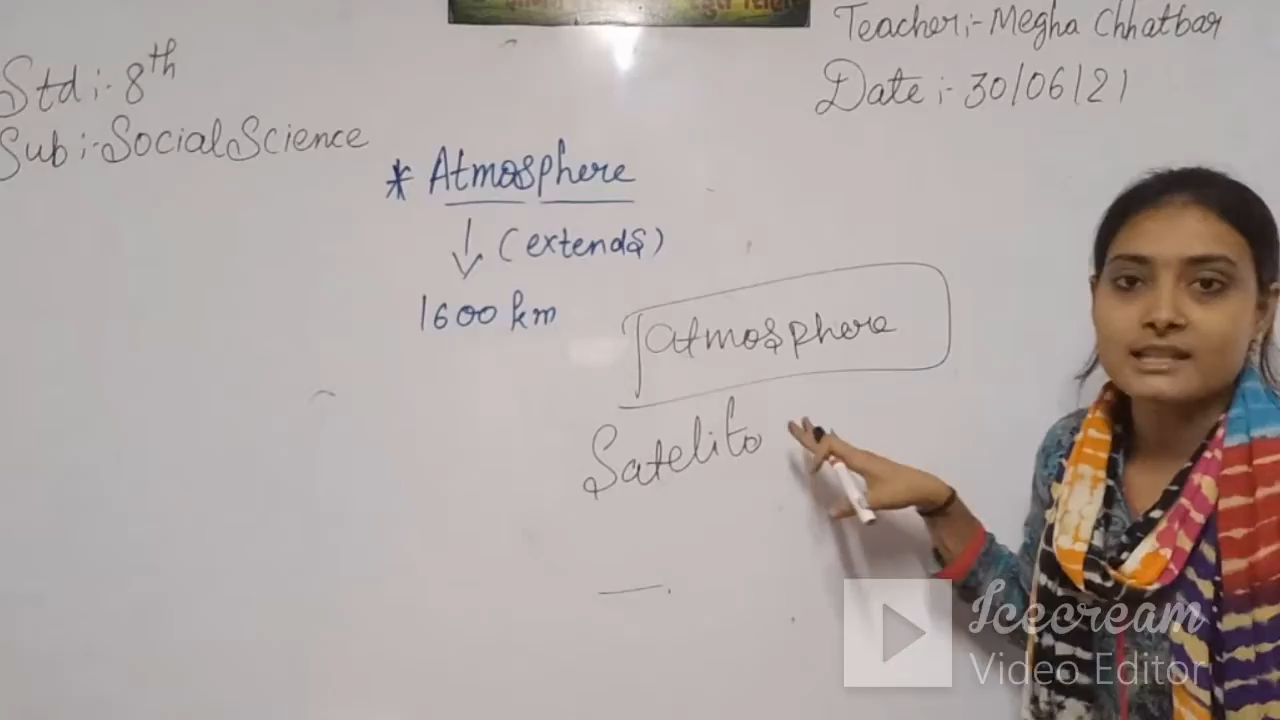 Std :- 8th
Sub :- Social Science
Teacher :- Megha Chhatbar
Date :- 30/06/21
* Atmosphere
↓ (extends)
1600 km
atmosphere
Satelito
Icecream
Video Editor